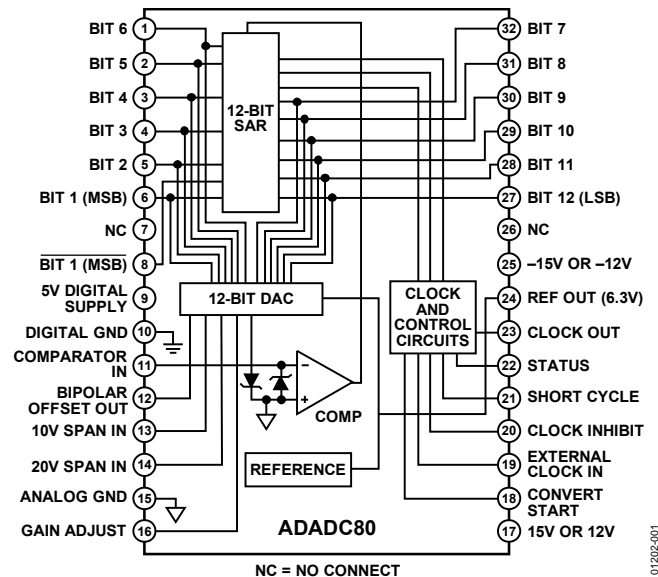 BIT 6 1
BIT 5 2
BIT 4 3
BIT 3 4
BIT 2 5
BIT 1 (MSB) 6
NC 7
BIT 1 (MSB) 8
5V DIGITAL
SUPPLY 9
DIGITAL GND 10
COMPARATOR
IN 11
BIPOLAR
OFFSET OUT 12
10V SPAN IN 13
20V SPAN IN 14
ANALOG GND 15
GAIN ADJUST 16
12-BIT
SAR
12-BIT DAC
CLOCK
AND
CONTROL
CIRCUITS
–
+
COMP
REFERENCE
ADADC80
32 BIT 7
31 BIT 8
30 BIT 9
29 BIT 10
28 BIT 11
27 BIT 12 (LSB)
26 NC
25 –15V OR –12V
24 REF OUT (6.3V)
23 CLOCK OUT
22 STATUS
21 SHORT CYCLE
20 CLOCK INHIBIT
19 EXTERNAL
CLOCK IN
18 CONVERT
START
17 15V OR 12V
NC = NO CONNECT
01202-001